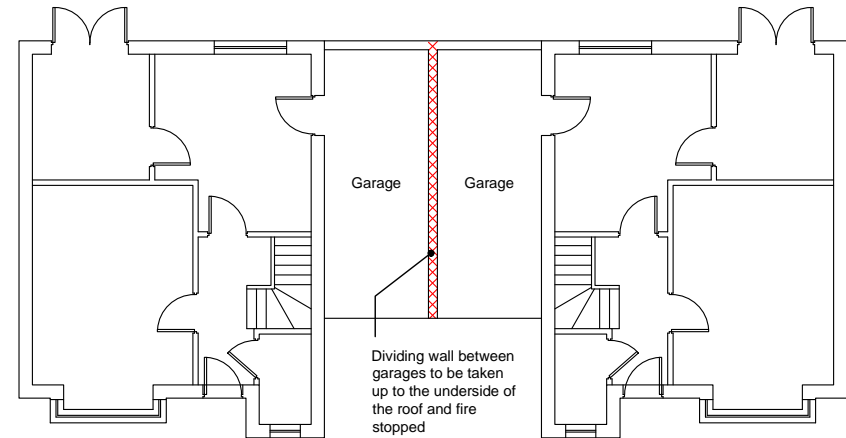 Garage
Garage
Dividing wall between
garages to be taken
up to the underside of
the roof and fire
stopped